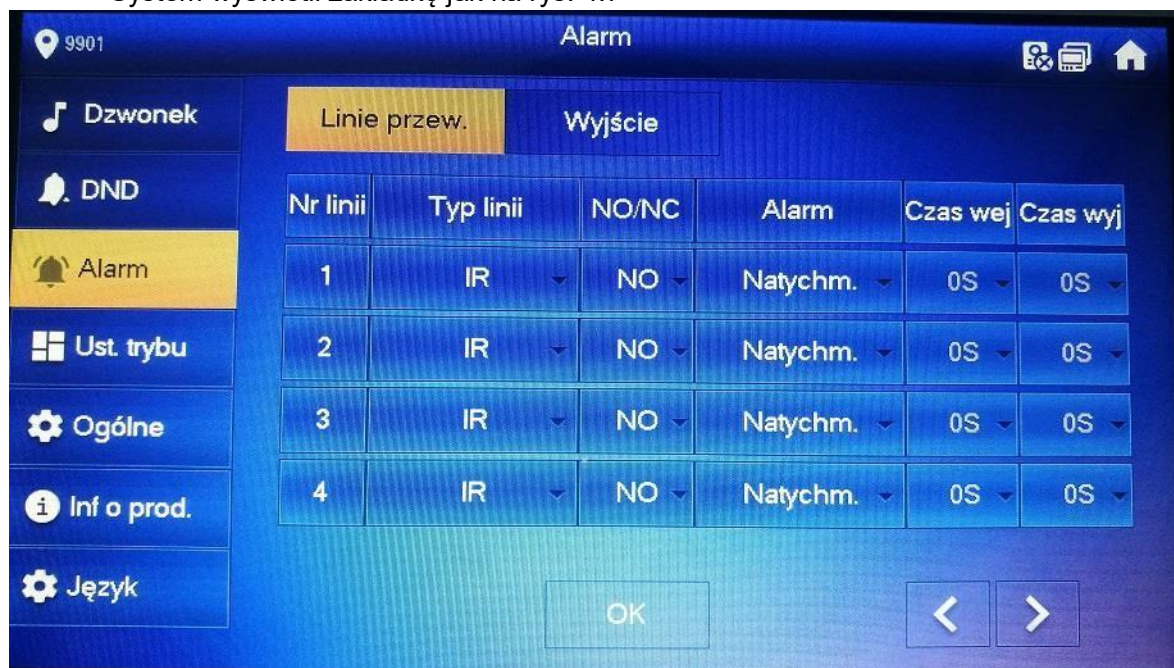 9901
Alarm
Dzwonek
DND
Alarm
Ust. trybu
Ogólne
Inf o prod.
Język
Linie przew. Wyjście
Nr linii Typ linii NO/NC Alarm Czas wej Czas wyj
1 IR NO Natychm. 0S 0S
2 IR NO Natychm. 0S 0S
3 IR NO Natychm. 0S 0S
4 IR NO Natychm. 0S 0S
OK